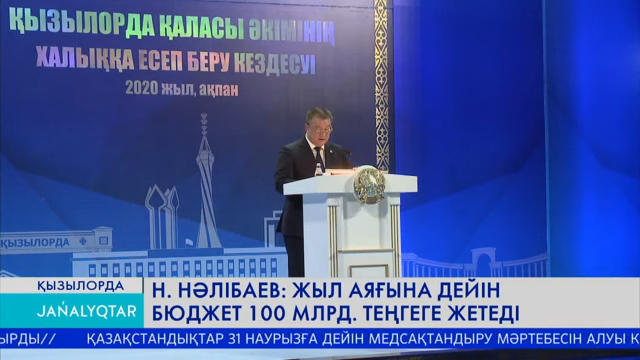 ҚЫЗЫЛОРДА ҚАЛАСЫ ӘКІМІНІҢ
ХАЛЫҚҚА ЕСЕП БЕРУ КЕЗДЕСУІ
2020 жыл, ақпан
ҚЫЗЫЛОРДА
ҚЫЗЫЛОРДА
JAŃALYQTAR
Н. НӘЛІБАЕВ: ЖЫЛ АЯҒЫНА ДЕЙІН
БЮДЖЕТ 100 МЛРД. ТЕҢГЕГЕ ЖЕТЕДІ
ЫРДЫ// ҚАЗАҚСТАНДЫҚТАР 31 НАУРЫЗҒА ДЕЙІН МЕДСАҚТАНДЫРУ МӘРТЕБЕСІН АЛУЫ Қ